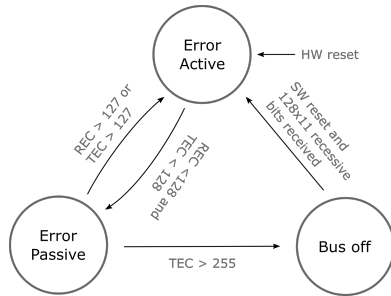 Error
Active
HW reset
REC > 127 or
TEC > 127
REC <128 and
TEC < 128
SW reset and
128x11 recessive
bits received
Error
Passive
Bus off
TEC > 255